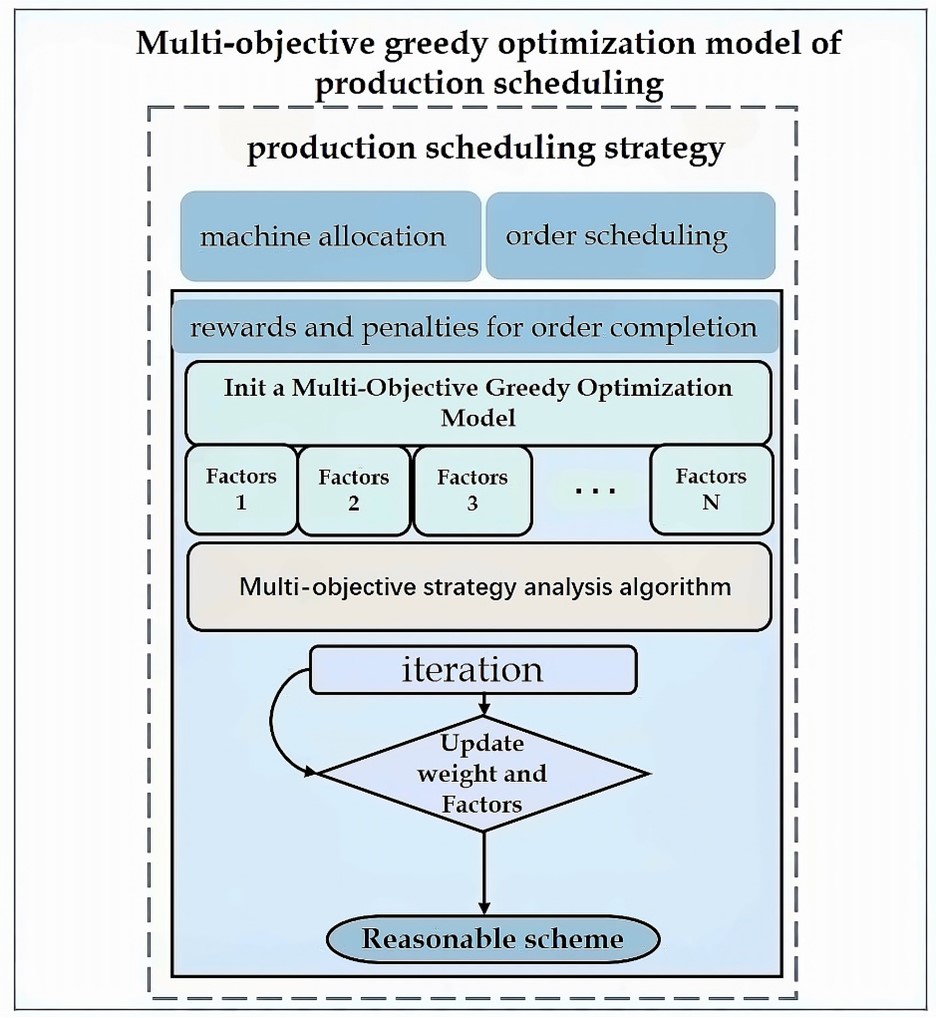 Multi-objective greedy optimization model of
production scheduling
production scheduling strategy
machine allocation
order scheduling
rewards and penalties for order completion
Init a Multi-Objective Greedy Optimization
Model
Factors
1
Factors
2
Factors
3
...
Factors
N
Multi-objective strategy analysis algorithm
iteration
Update
weight and
Factors
Reasonable scheme